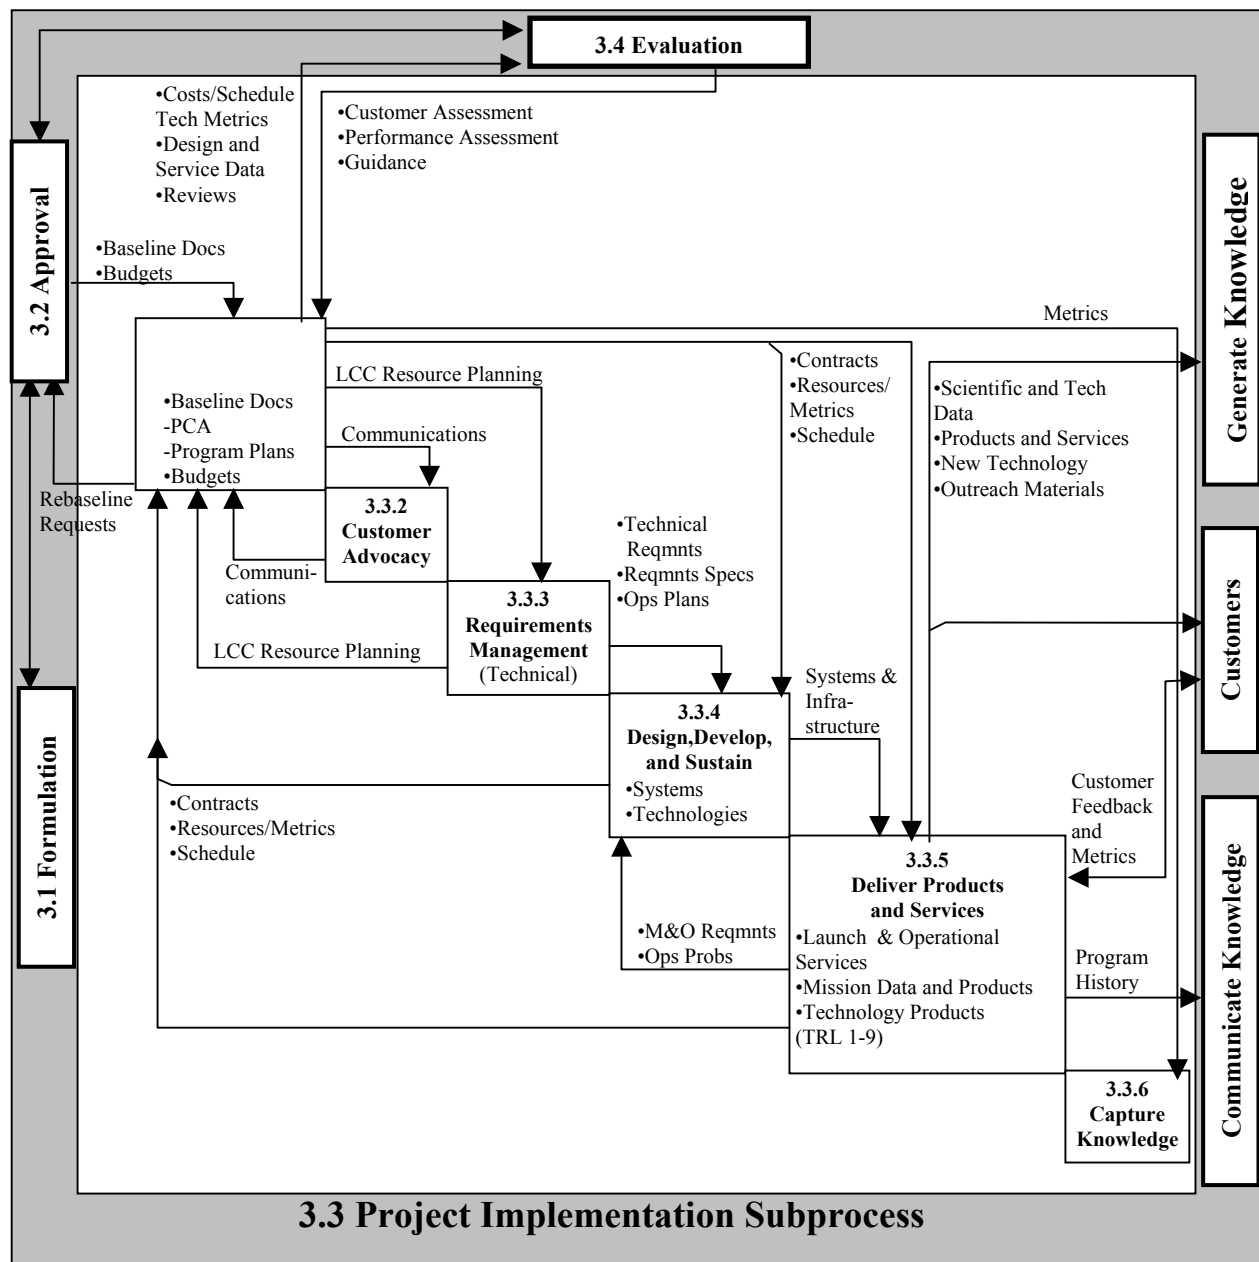 3.4 Evaluation
•Costs/Schedule
Tech Metrics
•Design and
Service Data
•Reviews
•Customer Assessment
•Performance Assessment
•Guidance
3.2 Approval
•Baseline Docs
•Budgets
Generate Knowledge
Metrics
•Baseline Docs
-PCA
-Program Plans
•Budgets
LCC Resource Planning
Communications
•Contracts
•Resources/
Metrics
•Schedule
•Scientific and Tech
Data
•Products and Services
•New Technology
•Outreach Materials
Rebaseline
Requests
3.3.2
Customer
Advocacy
Communi-
cations
•Technical
Reqmnts
•Reqmnts Specs
•Ops Plans
3.3.3
Requirements
Management
(Technical)
LCC Resource Planning
Customers
3.1 Formulation
3.3.4
Design,Develop,
and Sustain
•Systems
•Technologies
Systems &
Infra-
structure
•Contracts
•Resources/Metrics
•Schedule
Customer
Feedback
and
Metrics
3.3.5
Deliver Products
and Services
•Launch & Operational
Services
•Mission Data and Products
•Technology Products
(TRL 1-9)
•M&O Reqmnts
•Ops Probs
Program
History
Communicate Knowledge
3.3.6
Capture
Knowledge
3.3 Project Implementation Subprocess